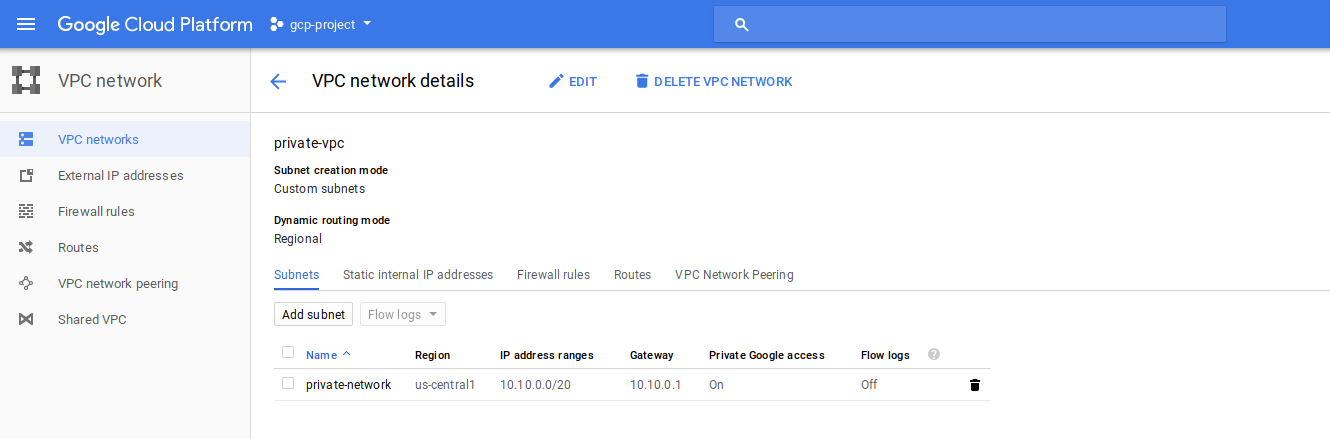 Google Cloud Platform gcp-project
VPC network
VPC network details EDIT DELETE VPC NETWORK
VPC networks
External IP addresses
Firewall rules
Routes
VPC network peering
Shared VPC
private-vpc
Subnet creation mode
Custom subnets
Dynamic routing mode
Regional
Subnets Static internal IP addresses Firewall rules Routes VPC Network Peering
Add subnet Flow logs
Name Region IP address ranges Gateway Private Google access Flow logs ?
private-network us-central1 10.10.0.0/20 10.10.0.1 On Off